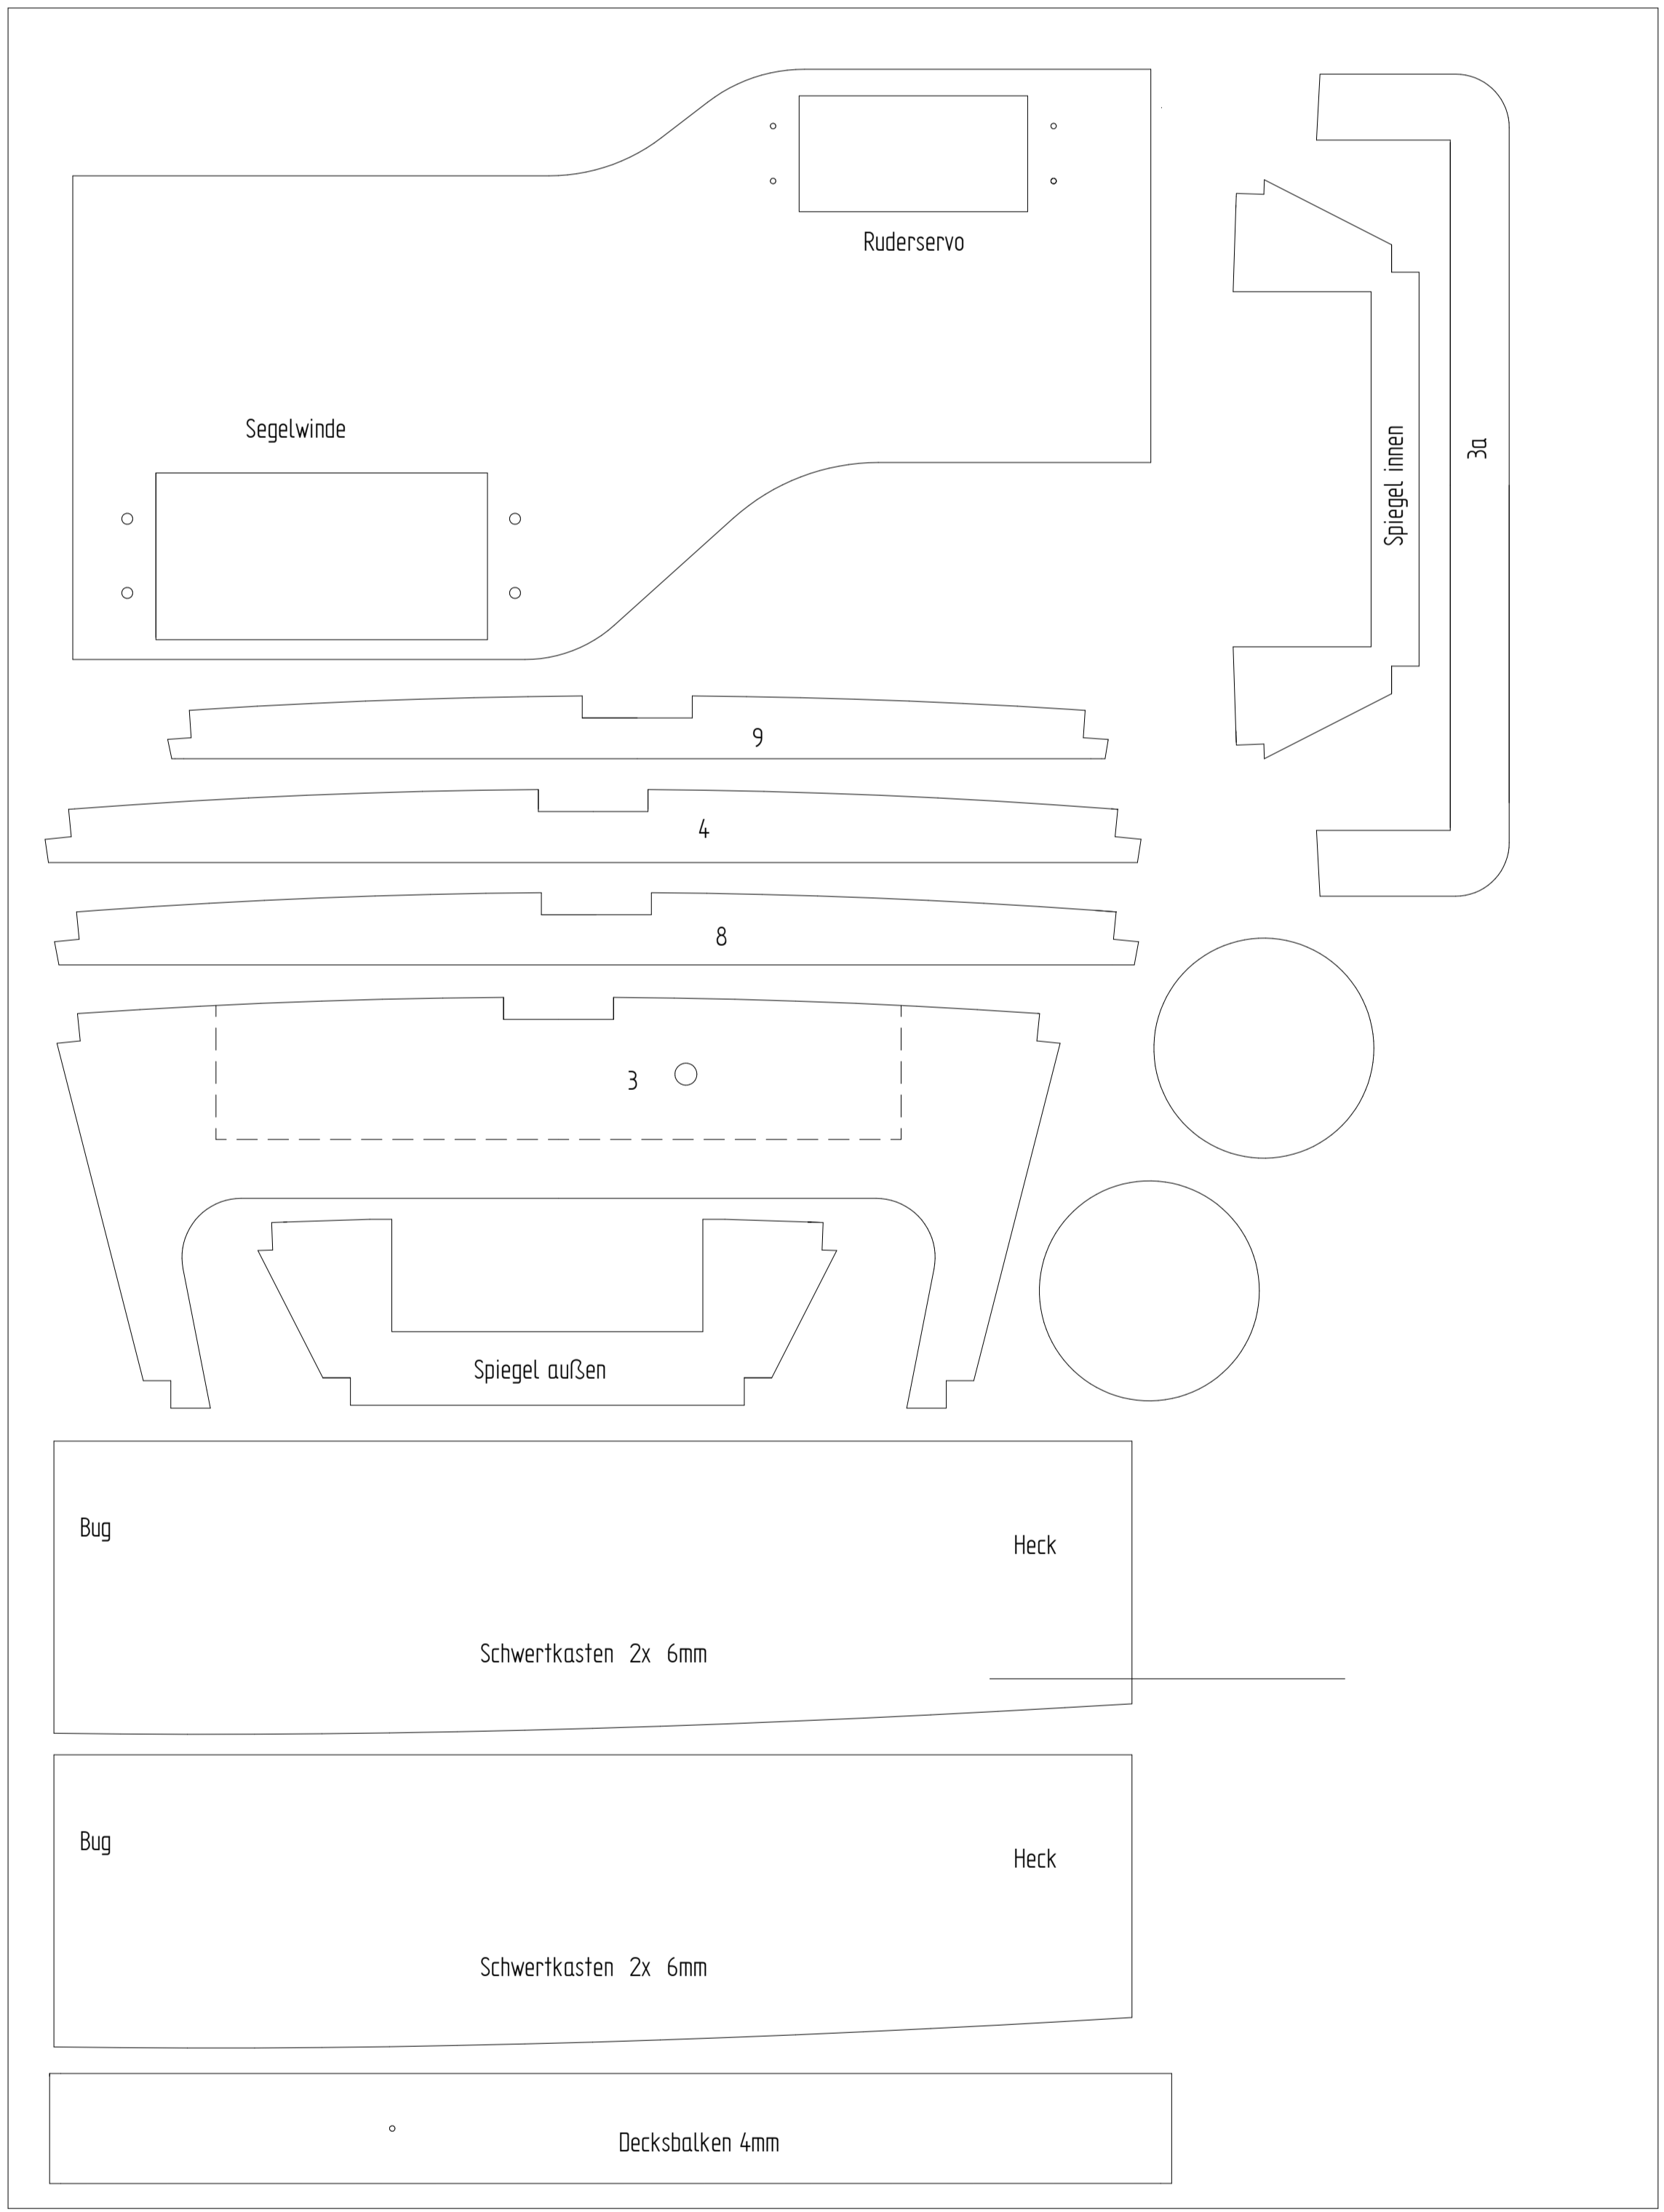 Ruderservo
Segelwinde
Spiegel innen
3a
9
4
8
3
Spiegel außen
Bug
Heck
Schwertkasten 2x 6mm
Bug
Heck
Schwertkasten 2x 6mm
Decksbalken 4mm